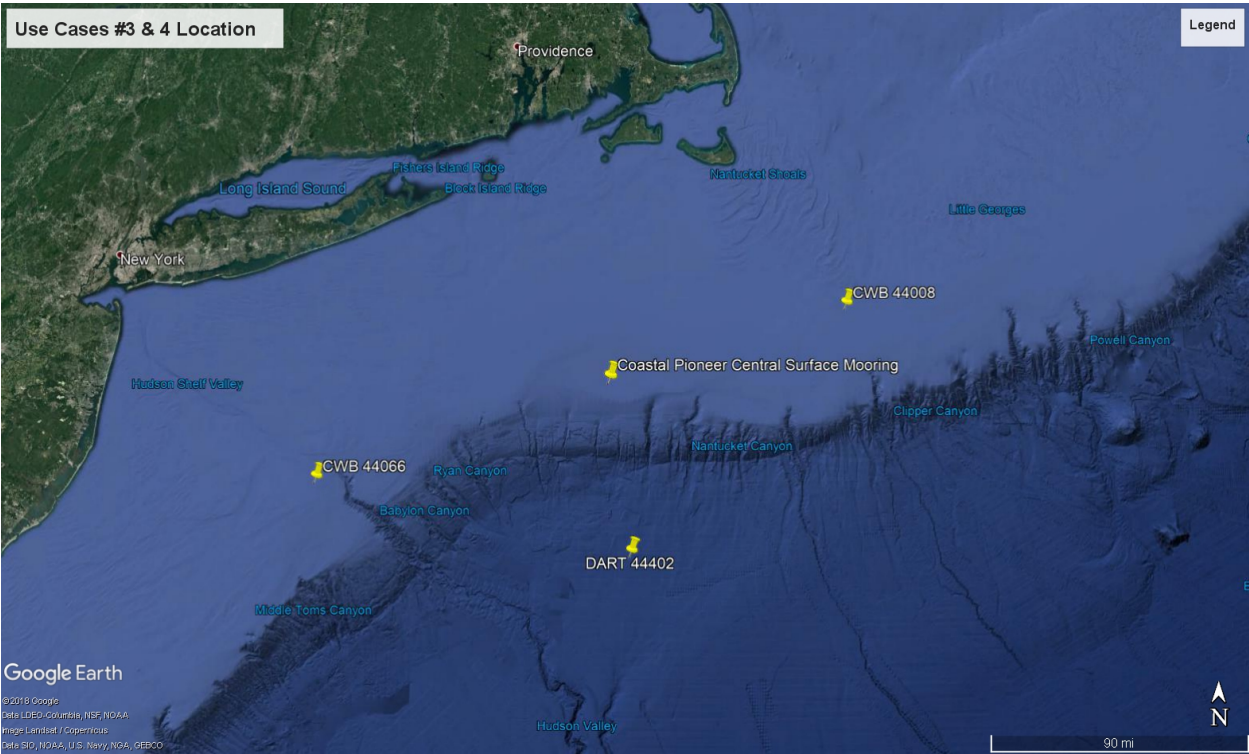 Use Cases #3 & 4 Location
Legend
Providence
Fishers Island Ridge
Long Island Sound
Block Island Ridge
Nantucket Shoals
Little Georges
New York
CWB 44008
Powell Canyon
Coastal Pioneer Central Surface Mooring
Hudson Shelf Valley
Clipper Canyon
Nantucket Canyon
CWB 44066
Ryan Canyon
Babylon Canyon
DART 44402
Middle Toms Canyon
Google Earth
©2018 Google
Data LDEO-Columbia, NSF, NOAA
Image Landsat / Copernicus
Data SIO, NOAA, U.S. Navy, NGA, GEBCO
Hudson Valley
N
90 mi